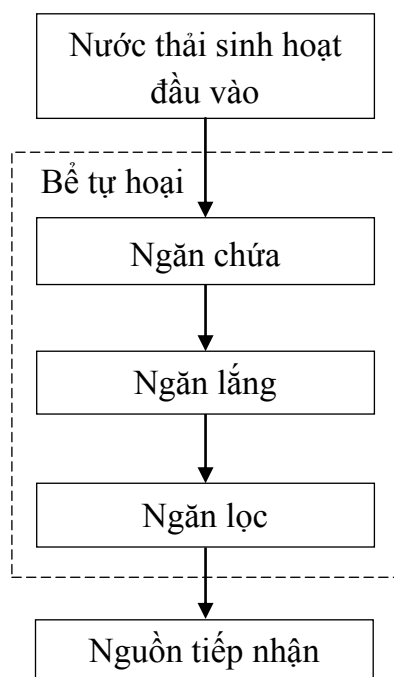 Nước thải sinh hoạt
đầu vào
Bể tự hoại
Ngăn chứa
Ngăn lắng
Ngăn lọc
Nguồn tiếp nhận